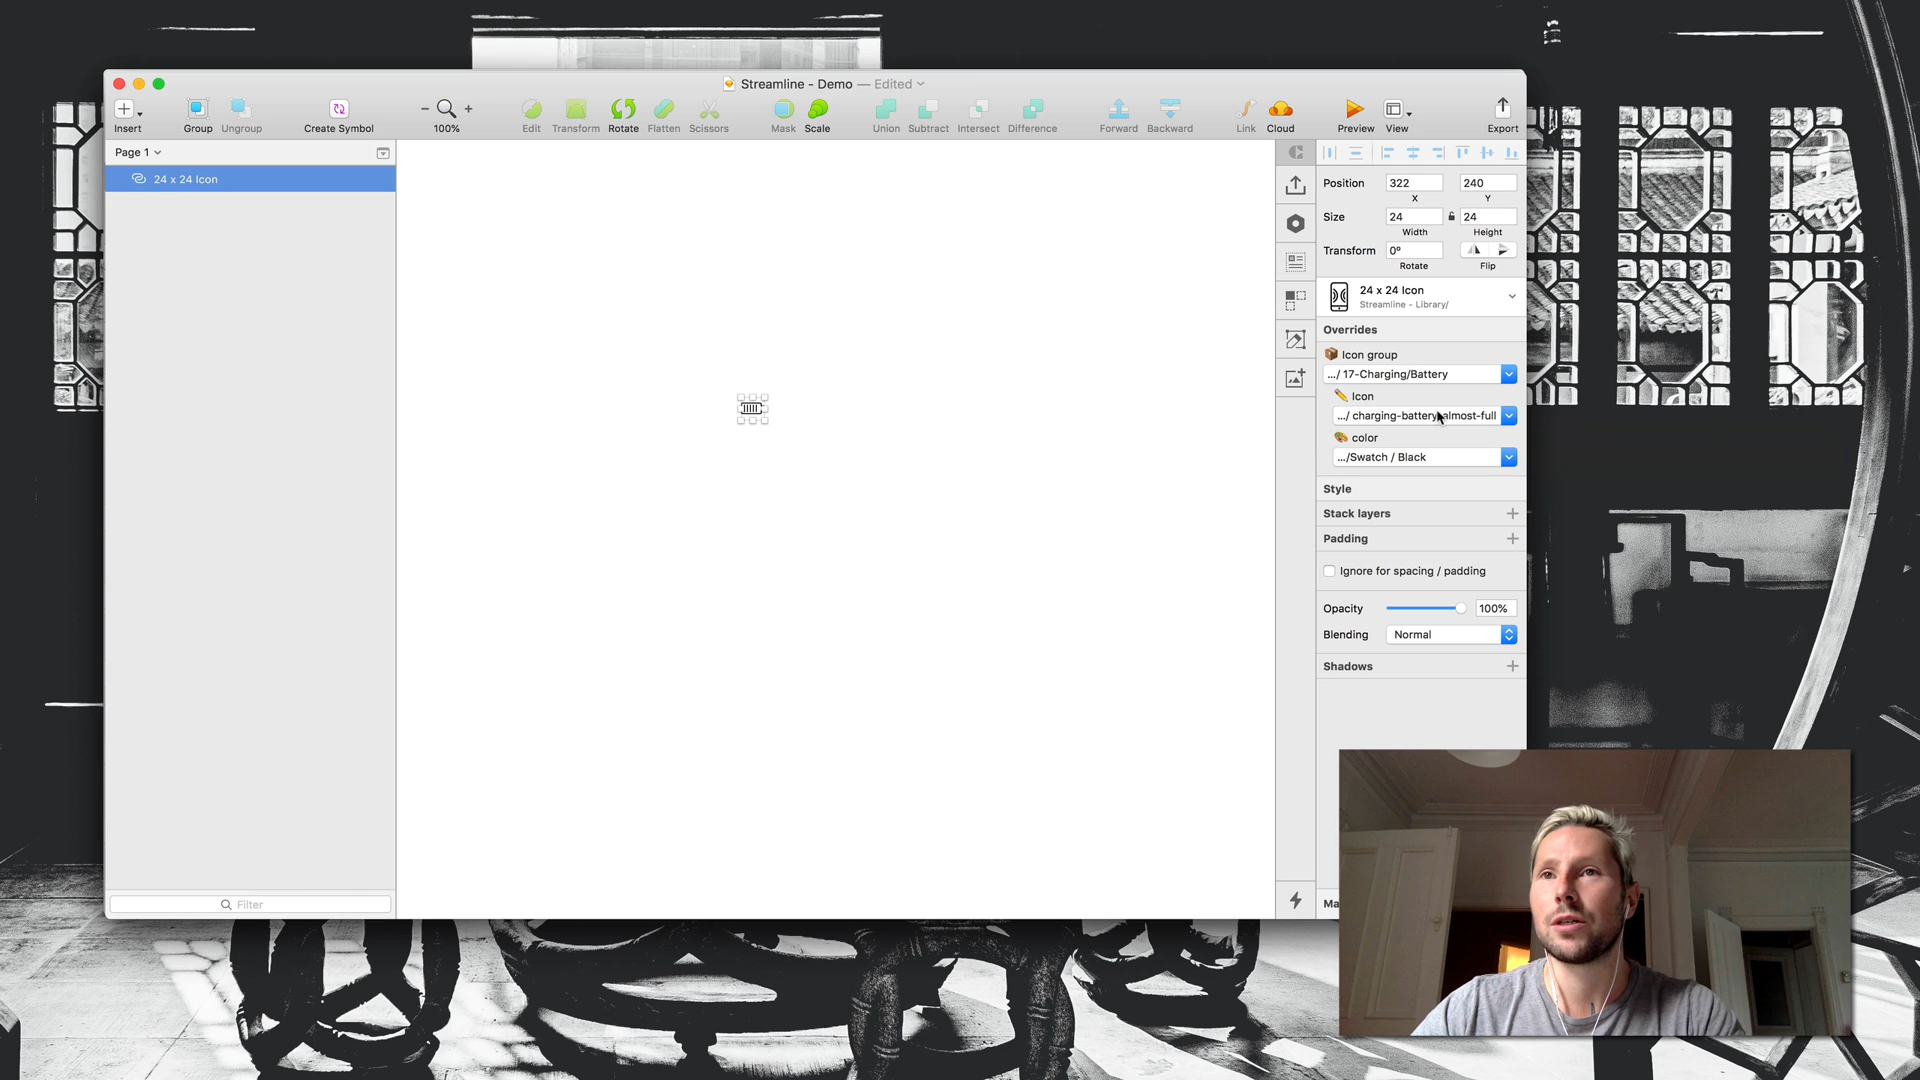 Streamline - Demo — Edited
Insert Group Ungroup Create Symbol 100% Edit Transform Rotate Flatten Scissors Mask Scale Union Subtract Intersect Difference Forward Backward Link Cloud Preview View Export
Page 1
24 x 24 Icon
Filter
Position 322 240
X Y
Size 24 24
Width Height
Transform 0°
Rotate Flip
24 x 24 Icon
Streamline - Library/
Overrides
Icon group
.../ 17-Charging/Battery
Icon
.../ charging-battery-almost-full
color
.../Swatch / Black
Style
Stack layers
Padding
Ignore for spacing / padding
Opacity 100%
Blending Normal
Shadows
Ma